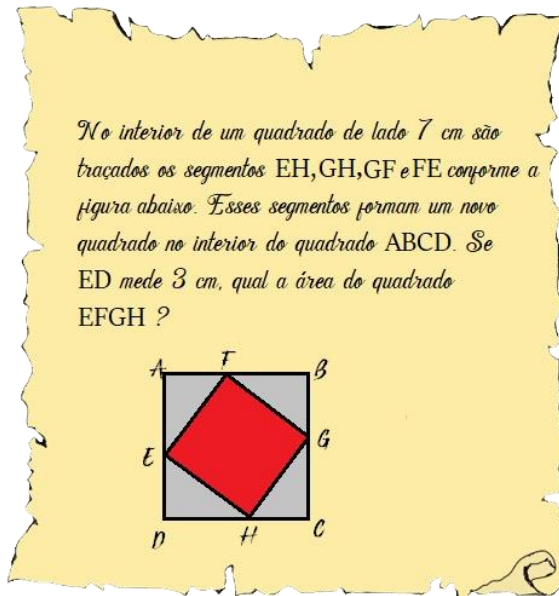 No interior de um quadrado de lado 7 cm são
traçados os segmentos EH,GH,GF e FE conforme a
figura abaixo. Esses segmentos formam um novo
quadrado no interior do quadrado ABCD. Se
ED mede 3 cm, qual a área do quadrado
EFGH ?
A F B
E G
D H C